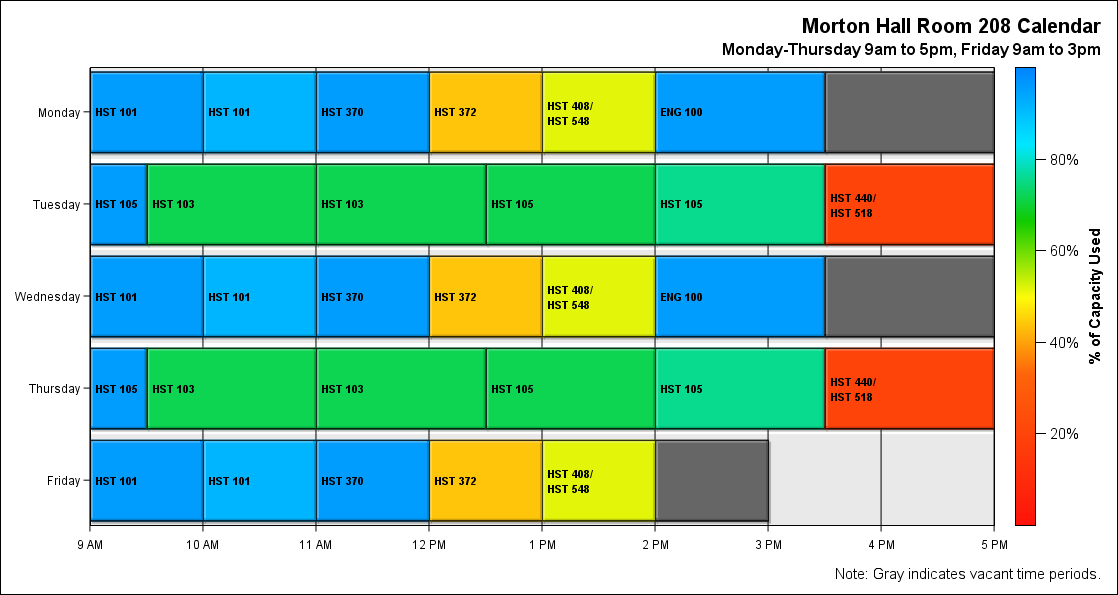 Morton Hall Room 208 Calendar
Monday-Thursday 9am to 5pm, Friday 9am to 3pm
Monday
HST 101
HST 101
HST 370
HST 372
HST 408/
HST 548
ENG 100
Tuesday
HST 105
HST 103
HST 103
HST 105
HST 105
HST 440/
HST 518
Wednesday
HST 101
HST 101
HST 370
HST 372
HST 408/
HST 548
ENG 100
Thursday
HST 105
HST 103
HST 103
HST 105
HST 105
HST 440/
HST 518
Friday
HST 101
HST 101
HST 370
HST 372
HST 408/
HST 548
9 AM
10 AM
11 AM
12 PM
1 PM
2 PM
3 PM
4 PM
5 PM
80%
60%
40%
20%
% of Capacity Used
Note: Gray indicates vacant time periods.